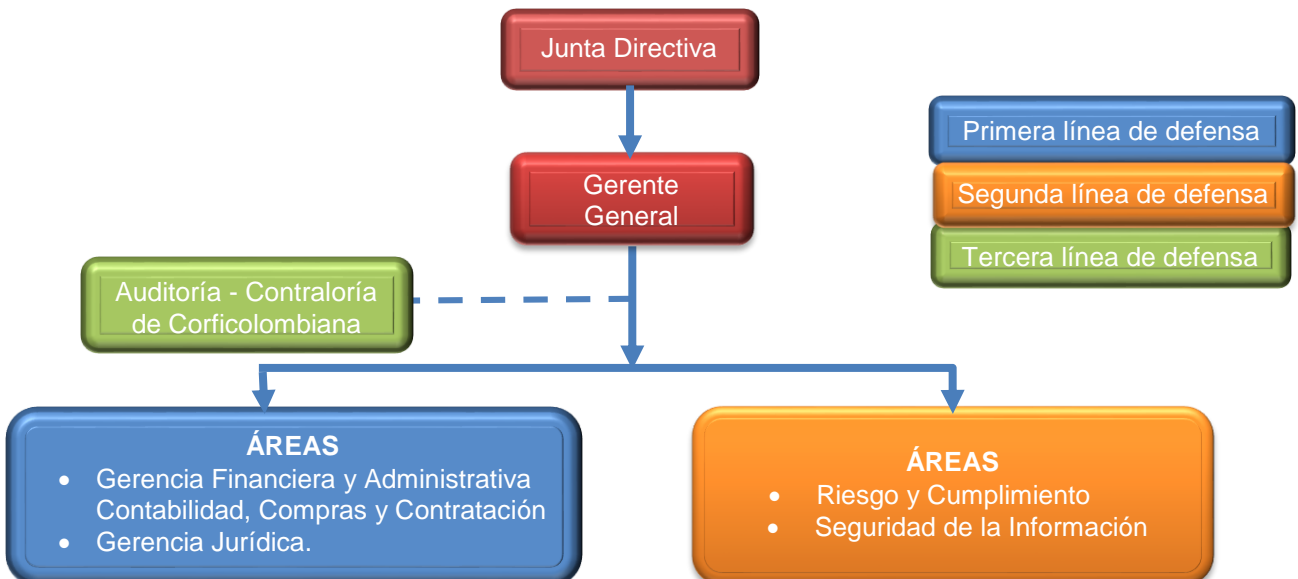 Junta Directiva
Gerente
General
Primera línea de defensa
Segunda línea de defensa
Tercera línea de defensa
Auditoría - Contraloría
de Corficolombiana
ÁREAS
• Gerencia Financiera y Administrativa
Contabilidad, Compras y Contratación
• Gerencia Jurídica.
ÁREAS
• Riesgo y Cumplimiento
• Seguridad de la Información